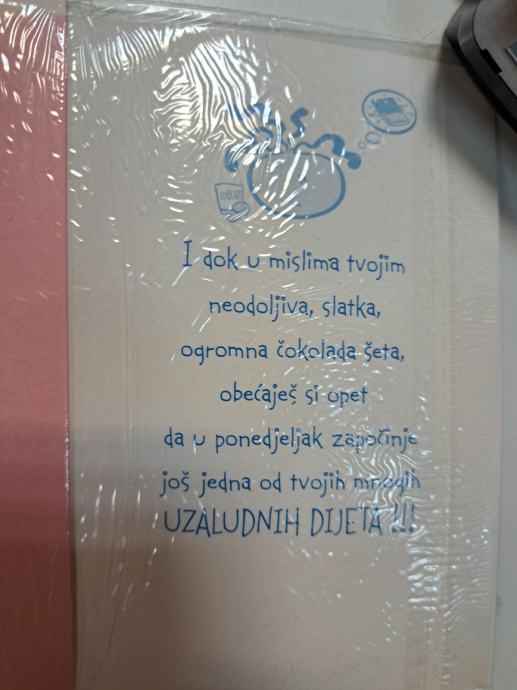 JOGURT
I dok u mislima tvojim
neodoljiva, slatka,
ogromna čokolada šeta,
obećaješ si opet
da u ponedjeljak započinje
još jedna od tvojih mnogih
UZALUDNIH DIJETA !!!